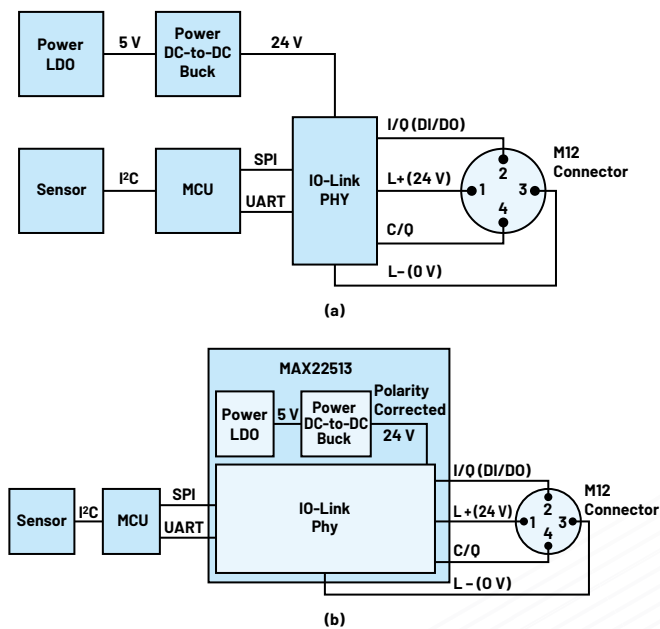 Power
LDO
5 V
Power
DC-to-DC
Buck
24 V
Sensor
I²C
MCU
SPI
UART
IO-Link
PHY
I/Q (DI/DO)
L+ (24 V)
C/Q
L– (0 V)
M12
Connector
1
2
3
4
(a)
MAX22513
Power
LDO
5 V
Power
DC-to-DC
Buck
Polarity
Corrected
24 V
Sensor
I²C
MCU
SPI
UART
IO-Link
Phy
I/Q (DI/DO)
L+ (24 V)
C/Q
L – (0 V)
M12
Connector
1
2
3
4
(b)